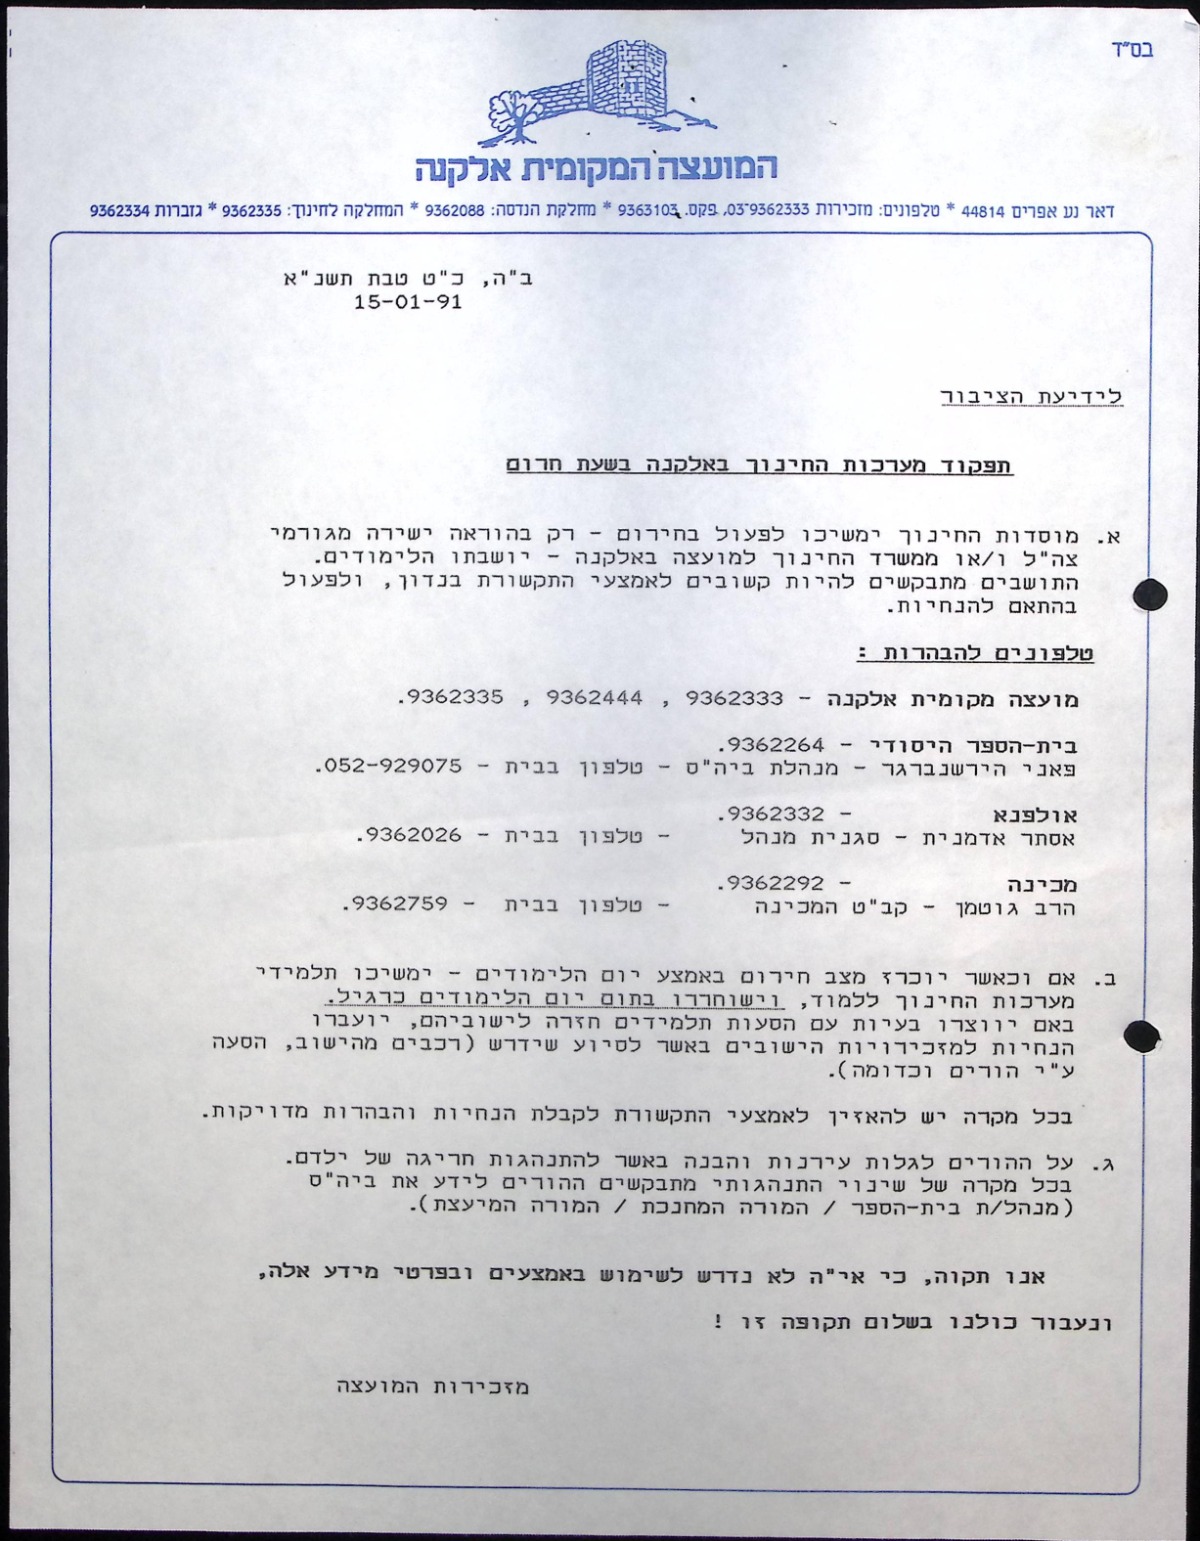 בס"ד
המועצה המקומית אלקנה
דאר נע אפרים 44814 * טלפונים: מזכירות 03-9362333, פקס. 9363103 * מחלקת הנדסה: 9362088 * המחלקה לחינוך: 9362335 * גזברות 9362334
ב"ה, כ"ט טבת תשנ"א
15-01-91
לידיעת הציבור
תפקוד מערכות החינוך באלקנה בשעת חרום
א. מוסדות החינוך ימשיכו לפעול בחירום - רק בהוראה ישירה מגורמי
צה"ל ו/או ממשרד החינוך למועצה באלקנה - יושבתו הלימודים.
התושבים מתבקשים להיות קשובים לאמצעי התקשורת בנדון, ולפעול
בהתאם להנחיות.
טלפונים להבהרות :
מועצה מקומית אלקנה - 9362333 , 9362444 , 9362335.
בית-הספר היסודי - 9362264.
פאני הירשנברגר - מנהלת ביה"ס - טלפון בבית - 052-929075.
אולפנא - 9362332.
אסתר אדמנית - סגנית מנהל - טלפון בבית - 9362026.
מכינה - 9362292.
הרב גוטמן - קב"ט המכינה - טלפון בבית - 9362759.
ב. אם וכאשר יוכרז מצב חירום באמצע יום הלימודים - ימשיכו תלמידי
מערכות החינוך ללמוד, וישוחררו בתום יום הלימודים כרגיל.
באם יווצרו בעיות עם הסעות תלמידים חזרה לישוביהם, יועברו
הנחיות למזכירויות הישובים באשר לסיוע שידרש (רכבים מהישוב, הסעה
ע"י הורים וכדומה).
בכל מקרה יש להאזין לאמצעי התקשורת לקבלת הנחיות והבהרות מדויקות.
ג. על ההורים לגלות עירנות והבנה באשר להתנהגות חריגה של ילדם.
בכל מקרה של שינוי התנהגותי מתבקשים ההורים לידע את ביה"ס
(מנהל/ת בית-הספר / המורה המחנכת / המורה המיעצת).
אנו תקוה, כי אי"ה לא נדרש לשימוש באמצעים ובפרטי מידע אלה,
ונעבור כולנו בשלום תקופה זו !
מזכירות המועצה